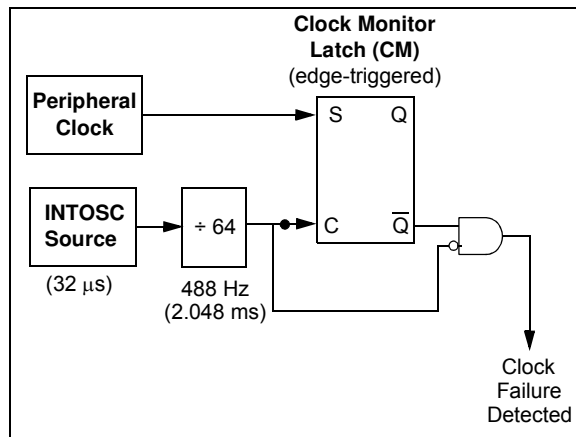 Clock Monitor
Latch (CM)
(edge-triggered)
Peripheral
Clock
S Q
INTOSC
Source
÷ 64
C Q̅
(32 μs)
488 Hz
(2.048 ms)
Clock
Failure
Detected